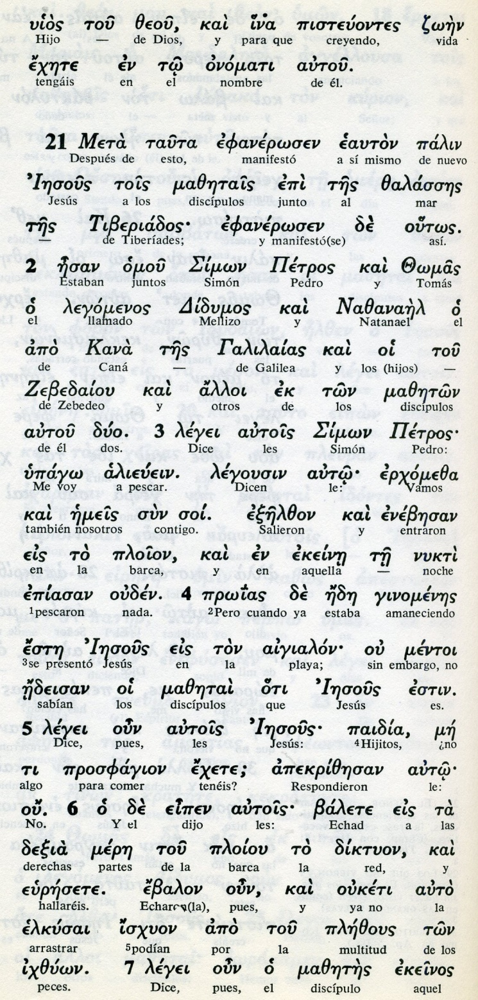 υἱὸς τοῦ θεοῦ, καὶ ἵνα πιστεύοντες ζωὴν
Hijo — de Dios, y para que creyendo, vida
ἔχητε ἐν τῷ ὀνόματι αὐτοῦ.
tengáis en el nombre de él.
21 Μετὰ ταῦτα ἐφανέρωσεν ἑαυτὸν πάλιν
Después de esto, manifestó a sí mismo de nuevo
Ἰησοῦς τοῖς μαθηταῖς ἐπὶ τῆς θαλάσσης
Jesús a los discípulos junto al mar
τῆς Τιβεριάδος· ἐφανέρωσεν δὲ οὕτως.
de Tiberíades; y manifestó(se) así.
2 ἦσαν ὁμοῦ Σίμων Πέτρος καὶ Θωμᾶς
Estaban juntos Simón Pedro y Tomás
ὁ λεγόμενος Δίδυμος καὶ Ναθαναὴλ ὁ
el llamado Mellizo y Natanael el
ἀπὸ Κανὰ τῆς Γαλιλαίας καὶ οἱ τοῦ
de Caná de Galilea y los (hijos) —
Ζεβεδαίου καὶ ἄλλοι ἐκ τῶν μαθητῶν
de Zebedeo y otros de los discípulos
αὐτοῦ δύο. 3 λέγει αὐτοῖς Σίμων Πέτρος·
de él dos. Dice les Simón Pedro:
ὑπάγω ἁλιεύειν. λέγουσιν αὐτῷ· ἐρχόμεθα
Me voy a pescar. Dicen le: Vamos
καὶ ἡμεῖς σὺν σοί. ἐξῆλθον καὶ ἐνέβησαν
también nosotros contigo. Salieron y entraron
εἰς τὸ πλοῖον, καὶ ἐν ἐκείνῃ τῇ νυκτὶ
en la barca, y en aquella — noche
ἐπίασαν οὐδέν. 4 πρωΐας δὲ ἤδη γινομένης
1pescaron nada. 2Pero cuando ya estaba amaneciendo
ἔστη Ἰησοῦς εἰς τὸν αἰγιαλόν· οὐ μέντοι
3se presentó Jesús en la playa; sin embargo, no
ᾔδεισαν οἱ μαθηταὶ ὅτι Ἰησοῦς ἐστιν.
sabían los discípulos que Jesús es.
5 λέγει οὖν αὐτοῖς Ἰησοῦς· παιδία, μή
Dice, pues, les Jesús: 4Hijitos, ¿no
τι προσφάγιον ἔχετε; ἀπεκρίθησαν αὐτῷ·
algo para comer tenéis? Respondieron le:
οὔ. 6 ὁ δὲ εἶπεν αὐτοῖς· βάλετε εἰς τὰ
No. Y el dijo les: Echad a las
δεξιὰ μέρη τοῦ πλοίου τὸ δίκτυον, καὶ
derechas partes de la barca la red, y
εὑρήσετε. ἔβαλον οὖν, καὶ οὐκέτι αὐτὸ
hallaréis. Echaron(la), pues, y ya no la
ἑλκύσαι ἴσχυον ἀπὸ τοῦ πλήθους τῶν
arrastrar 5podían por la multitud de los
ἰχθύων. 7 λέγει οὖν ὁ μαθητὴς ἐκεῖνος
peces. Dice, pues, el discípulo aquel